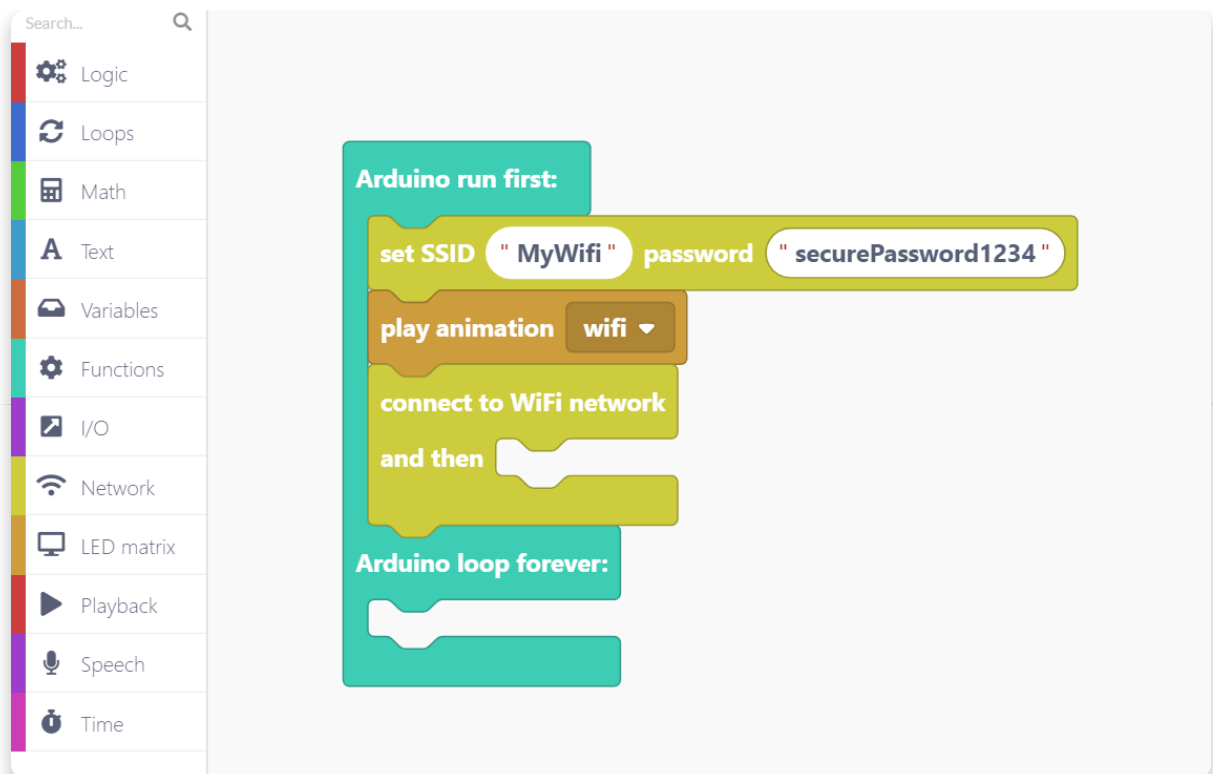 Search...
Logic
Loops
Math
Text
Variables
Functions
I/O
Network
LED matrix
Playback
Speech
Time
Arduino run first:
set SSID " MyWifi " password " securePassword1234 "
play animation wifi
connect to WiFi network
and then
Arduino loop forever: